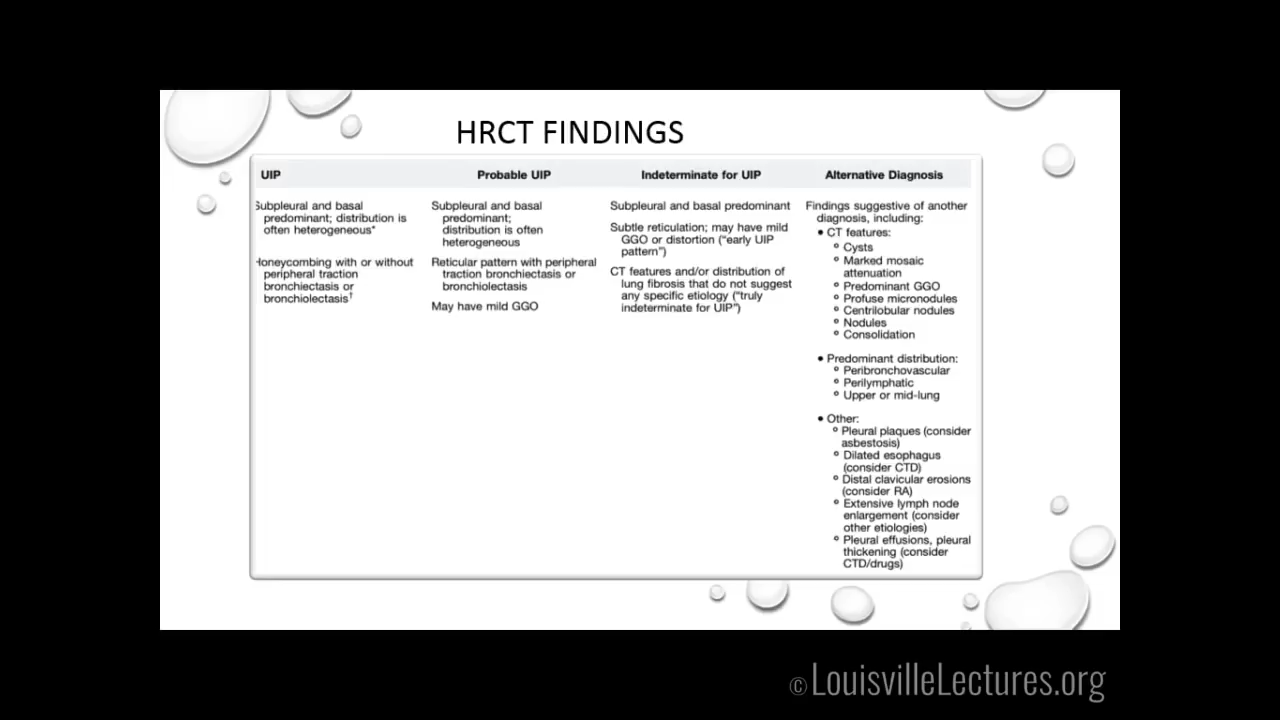 HRCT FINDINGS
UIP
Probable UIP
Indeterminate for UIP
Alternative Diagnosis
Subpleural and basal
predominant; distribution is
often heterogeneous*
Honeycombing with or without
peripheral traction
bronchiectasis or
bronchiolectasis†
Subpleural and basal
predominant;
distribution is often
heterogeneous
Reticular pattern with peripheral
traction bronchiectasis or
bronchiolectasis
May have mild GGO
Subpleural and basal predominant
Subtle reticulation; may have mild
GGO or distortion (“early UIP
pattern”)
CT features and/or distribution of
lung fibrosis that do not suggest
any specific etiology (“truly
indeterminate for UIP”)
Findings suggestive of another
diagnosis, including:
• CT features:
° Cysts
° Marked mosaic
attenuation
° Predominant GGO
° Profuse micronodules
° Centrilobular nodules
° Nodules
° Consolidation
• Predominant distribution:
° Peribronchovascular
° Perilymphatic
° Upper or mid-lung
• Other:
° Pleural plaques (consider
asbestosis)
° Dilated esophagus
(consider CTD)
° Distal clavicular erosions
(consider RA)
° Extensive lymph node
enlargement (consider
other etiologies)
° Pleural effusions, pleural
thickening (consider
CTD/drugs)
© LouisvilleLectures.org